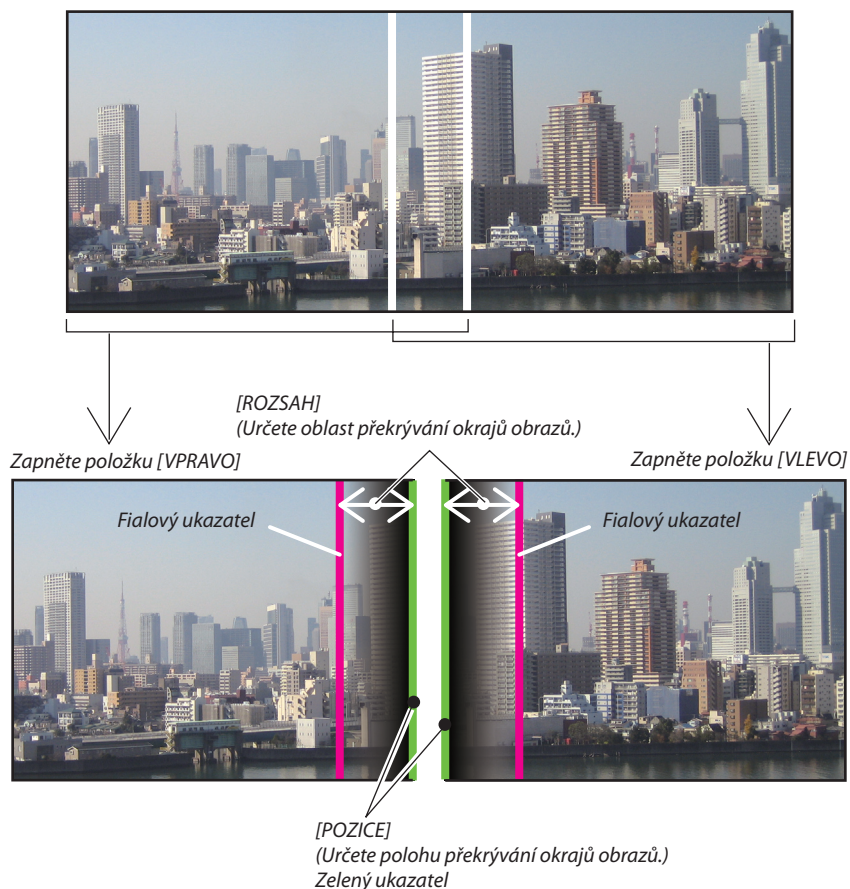 [ROZSAH]
(Určete oblast překrývání okrajů obrazů.)
Zapněte položku [VPRAVO]
Zapněte položku [VLEVO]
Fialový ukazatel
Fialový ukazatel
[POZICE]
(Určete polohu překrývání okrajů obrazů.)
Zelený ukazatel